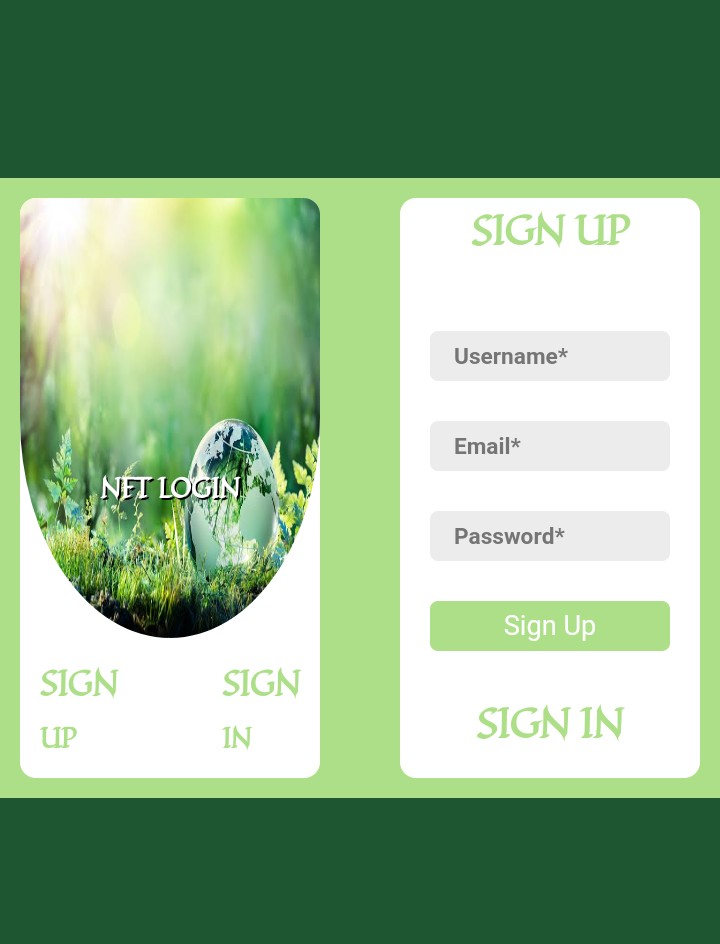 NFT LOGIN
SIGN
UP
SIGN
IN
SIGN UP
Username*
Email*
Password*
Sign Up
SIGN IN